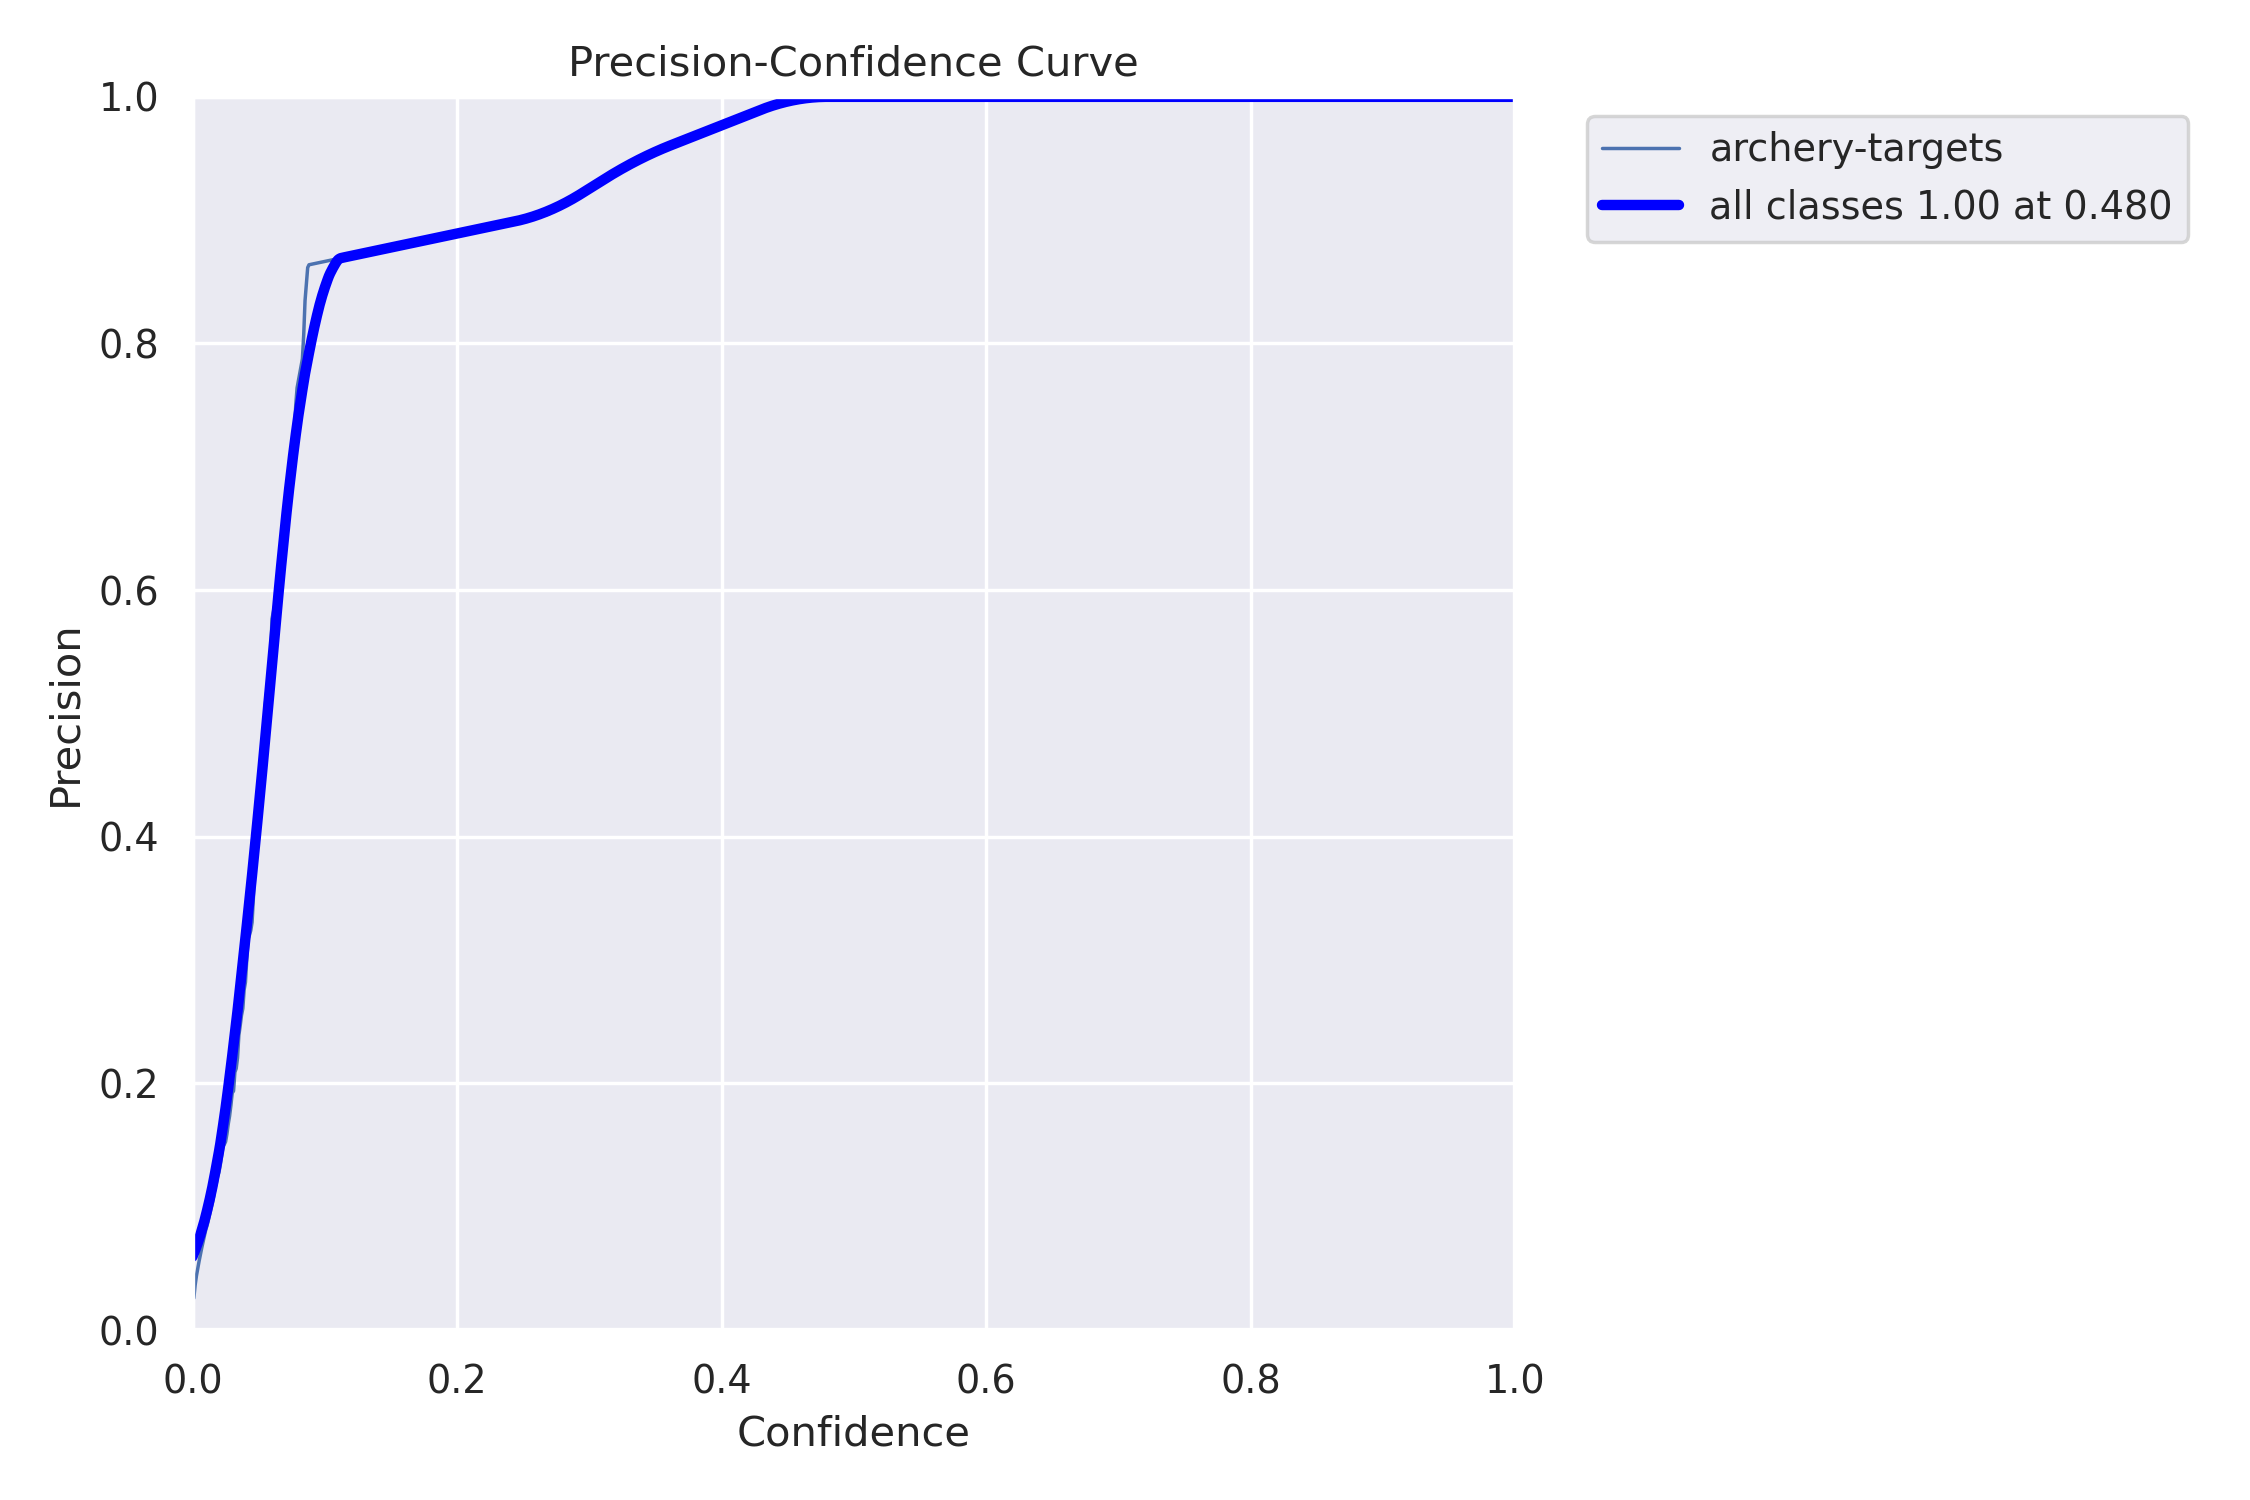 Precision-Confidence Curve
1.0
0.8
0.6
0.4
0.2
0.0
Precision
0.0 0.2 0.4 0.6 0.8 1.0
Confidence
archery-targets
all classes 1.00 at 0.480